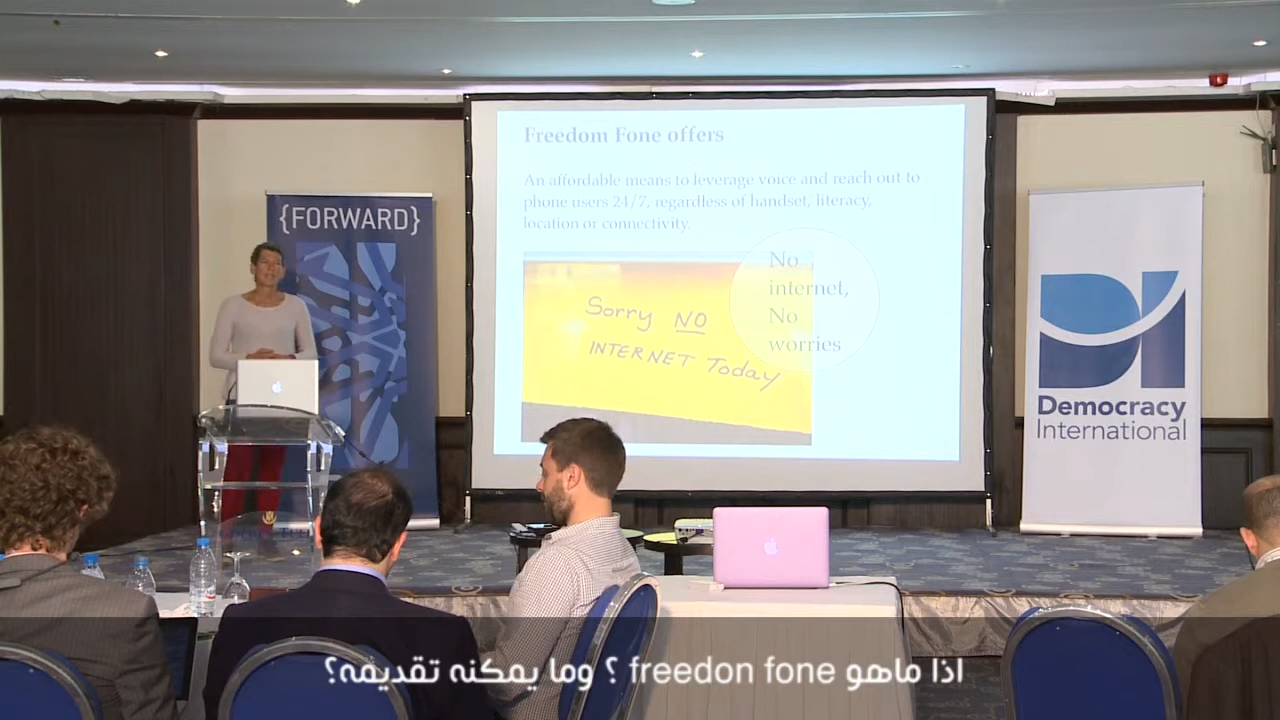 {FORWARD}
Freedom Fone offers
An affordable means to leverage voice and reach out to
phone users 24/7, regardless of handset, literacy,
location or connectivity.
No
internet,
No
worries
Sorry NO
INTERNET Today
DI
Democracy
International
اذا ماهو freedon fone ؟ وما يمكنه تقديمه؟